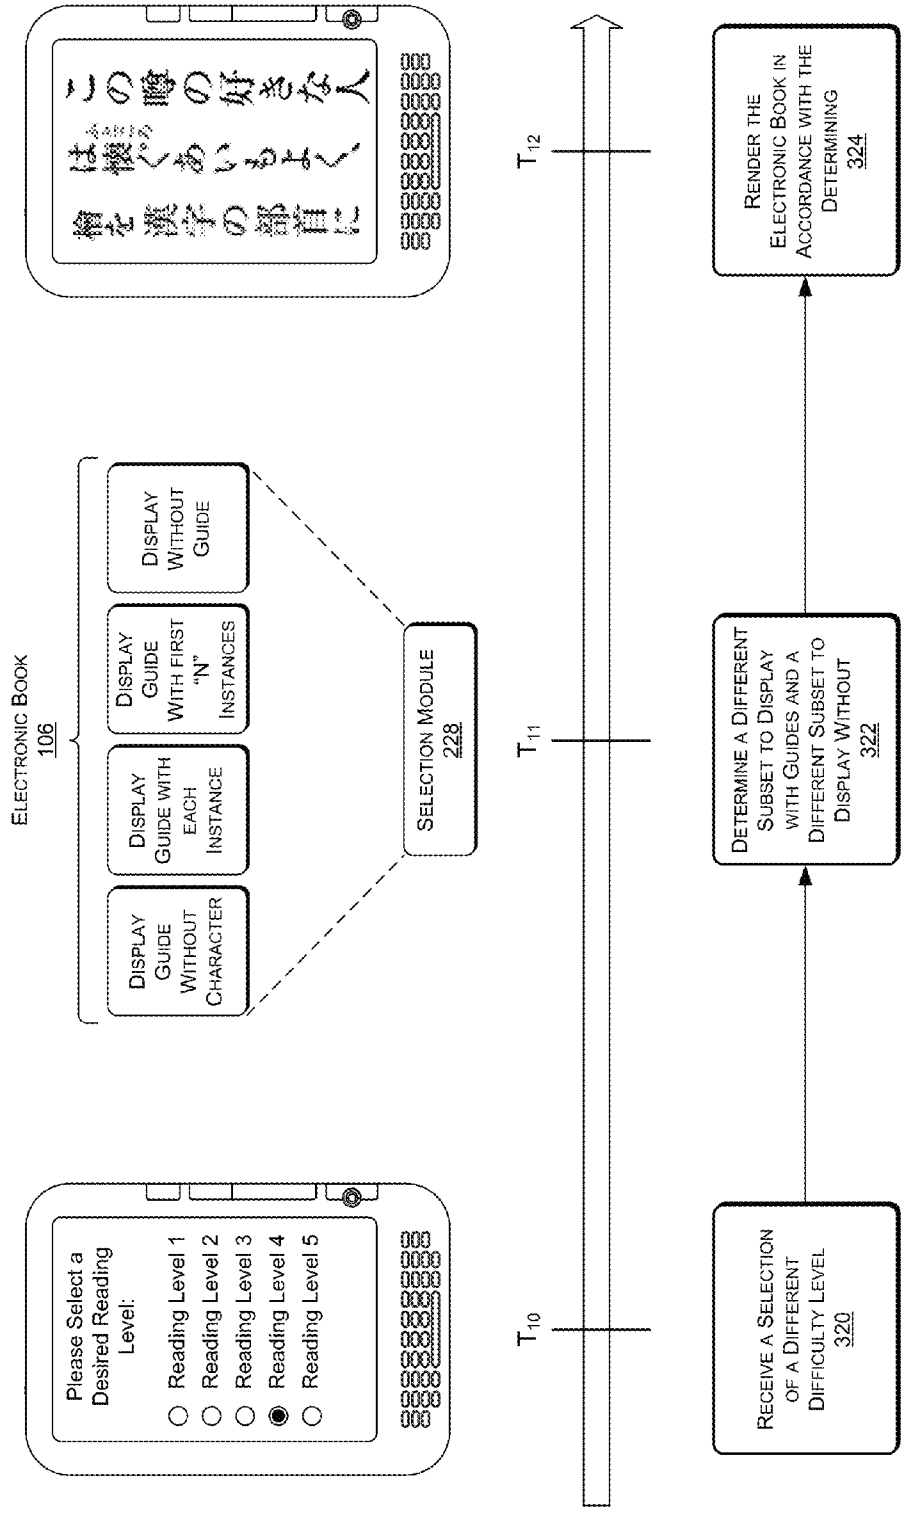 Please Select a
Desired Reading
Level:
Reading Level 1
Reading Level 2
Reading Level 3
Reading Level 4
Reading Level 5
ELECTRONIC BOOK
106
DISPLAY
GUIDE
WITHOUT
CHARACTER
DISPLAY
GUIDE WITH
EACH
INSTANCE
DISPLAY
GUIDE
WITH FIRST
“N”
INSTANCES
DISPLAY
WITHOUT
GUIDE
SELECTION MODULE
228
この噂の好きな人
は懐ぐあいもよく、
を漢字の部首に
T10
T11
T12
RECEIVE A SELECTION
OF A DIFFERENT
DIFFICULTY LEVEL
320
DETERMINE A DIFFERENT
SUBSET TO DISPLAY
WITH GUIDES AND A
DIFFERENT SUBSET TO
DISPLAY WITHOUT
322
RENDER THE
ELECTRONIC BOOK IN
ACCORDANCE WITH THE
DETERMINING
324